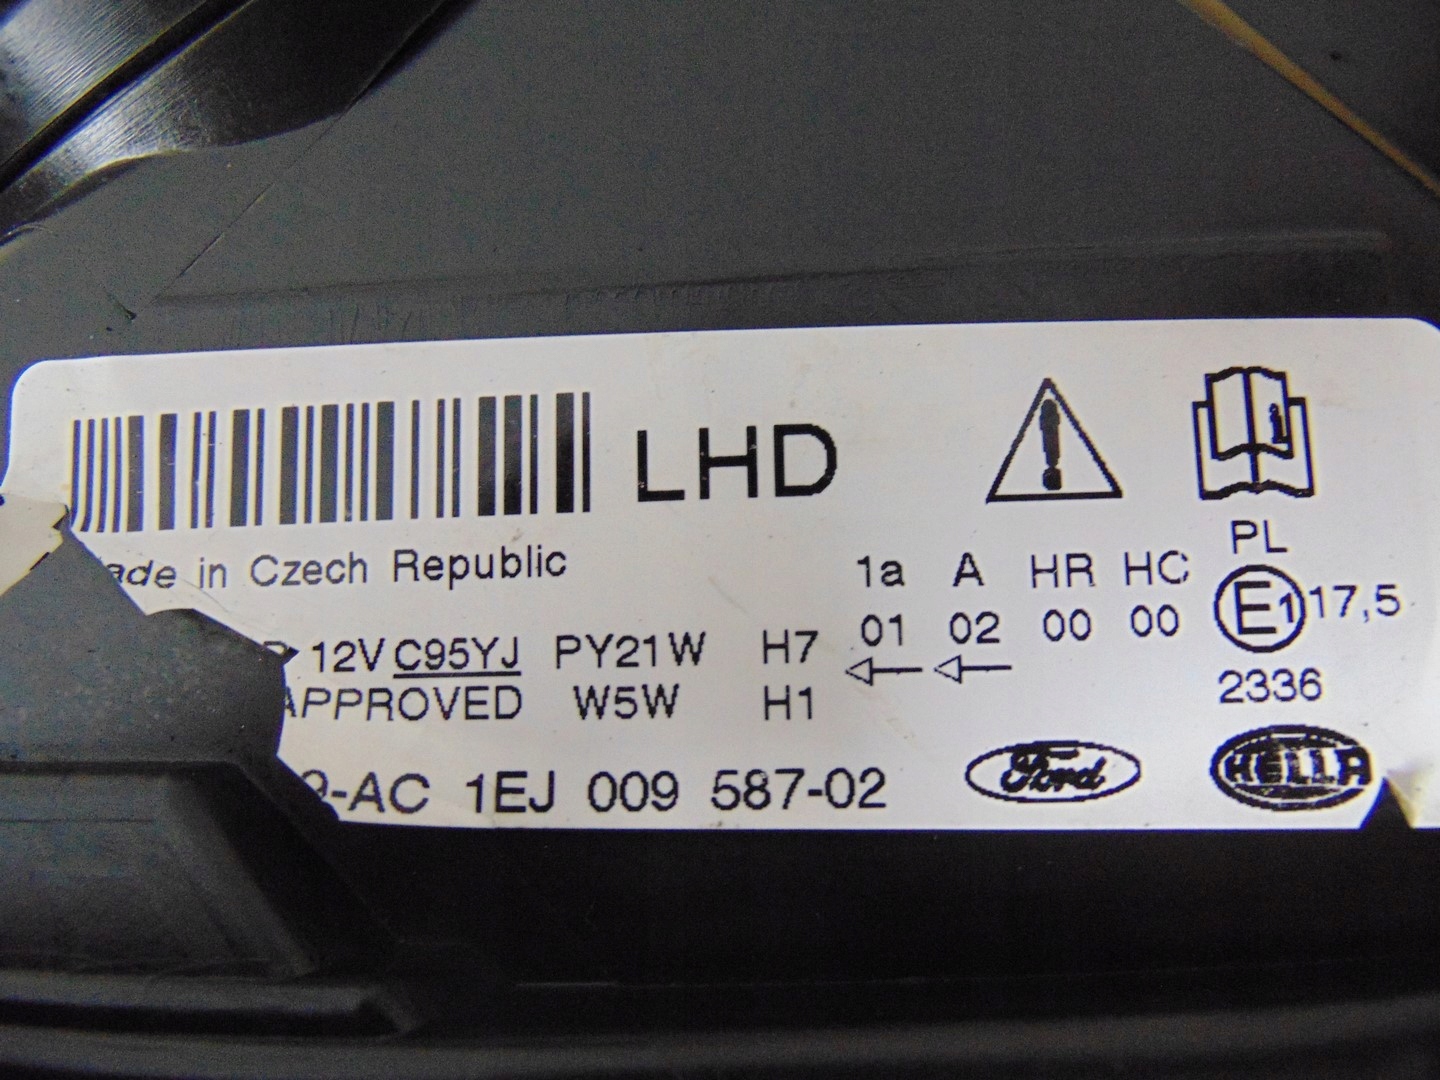 LHD
Made in Czech Republic
12V C95YJ PY21W H7
APPROVED W5W H1
-AC 1EJ 009 587-02
1a A HR HC
01 02 00 00
PL
E1 17,5
2336
Ford
HELLA